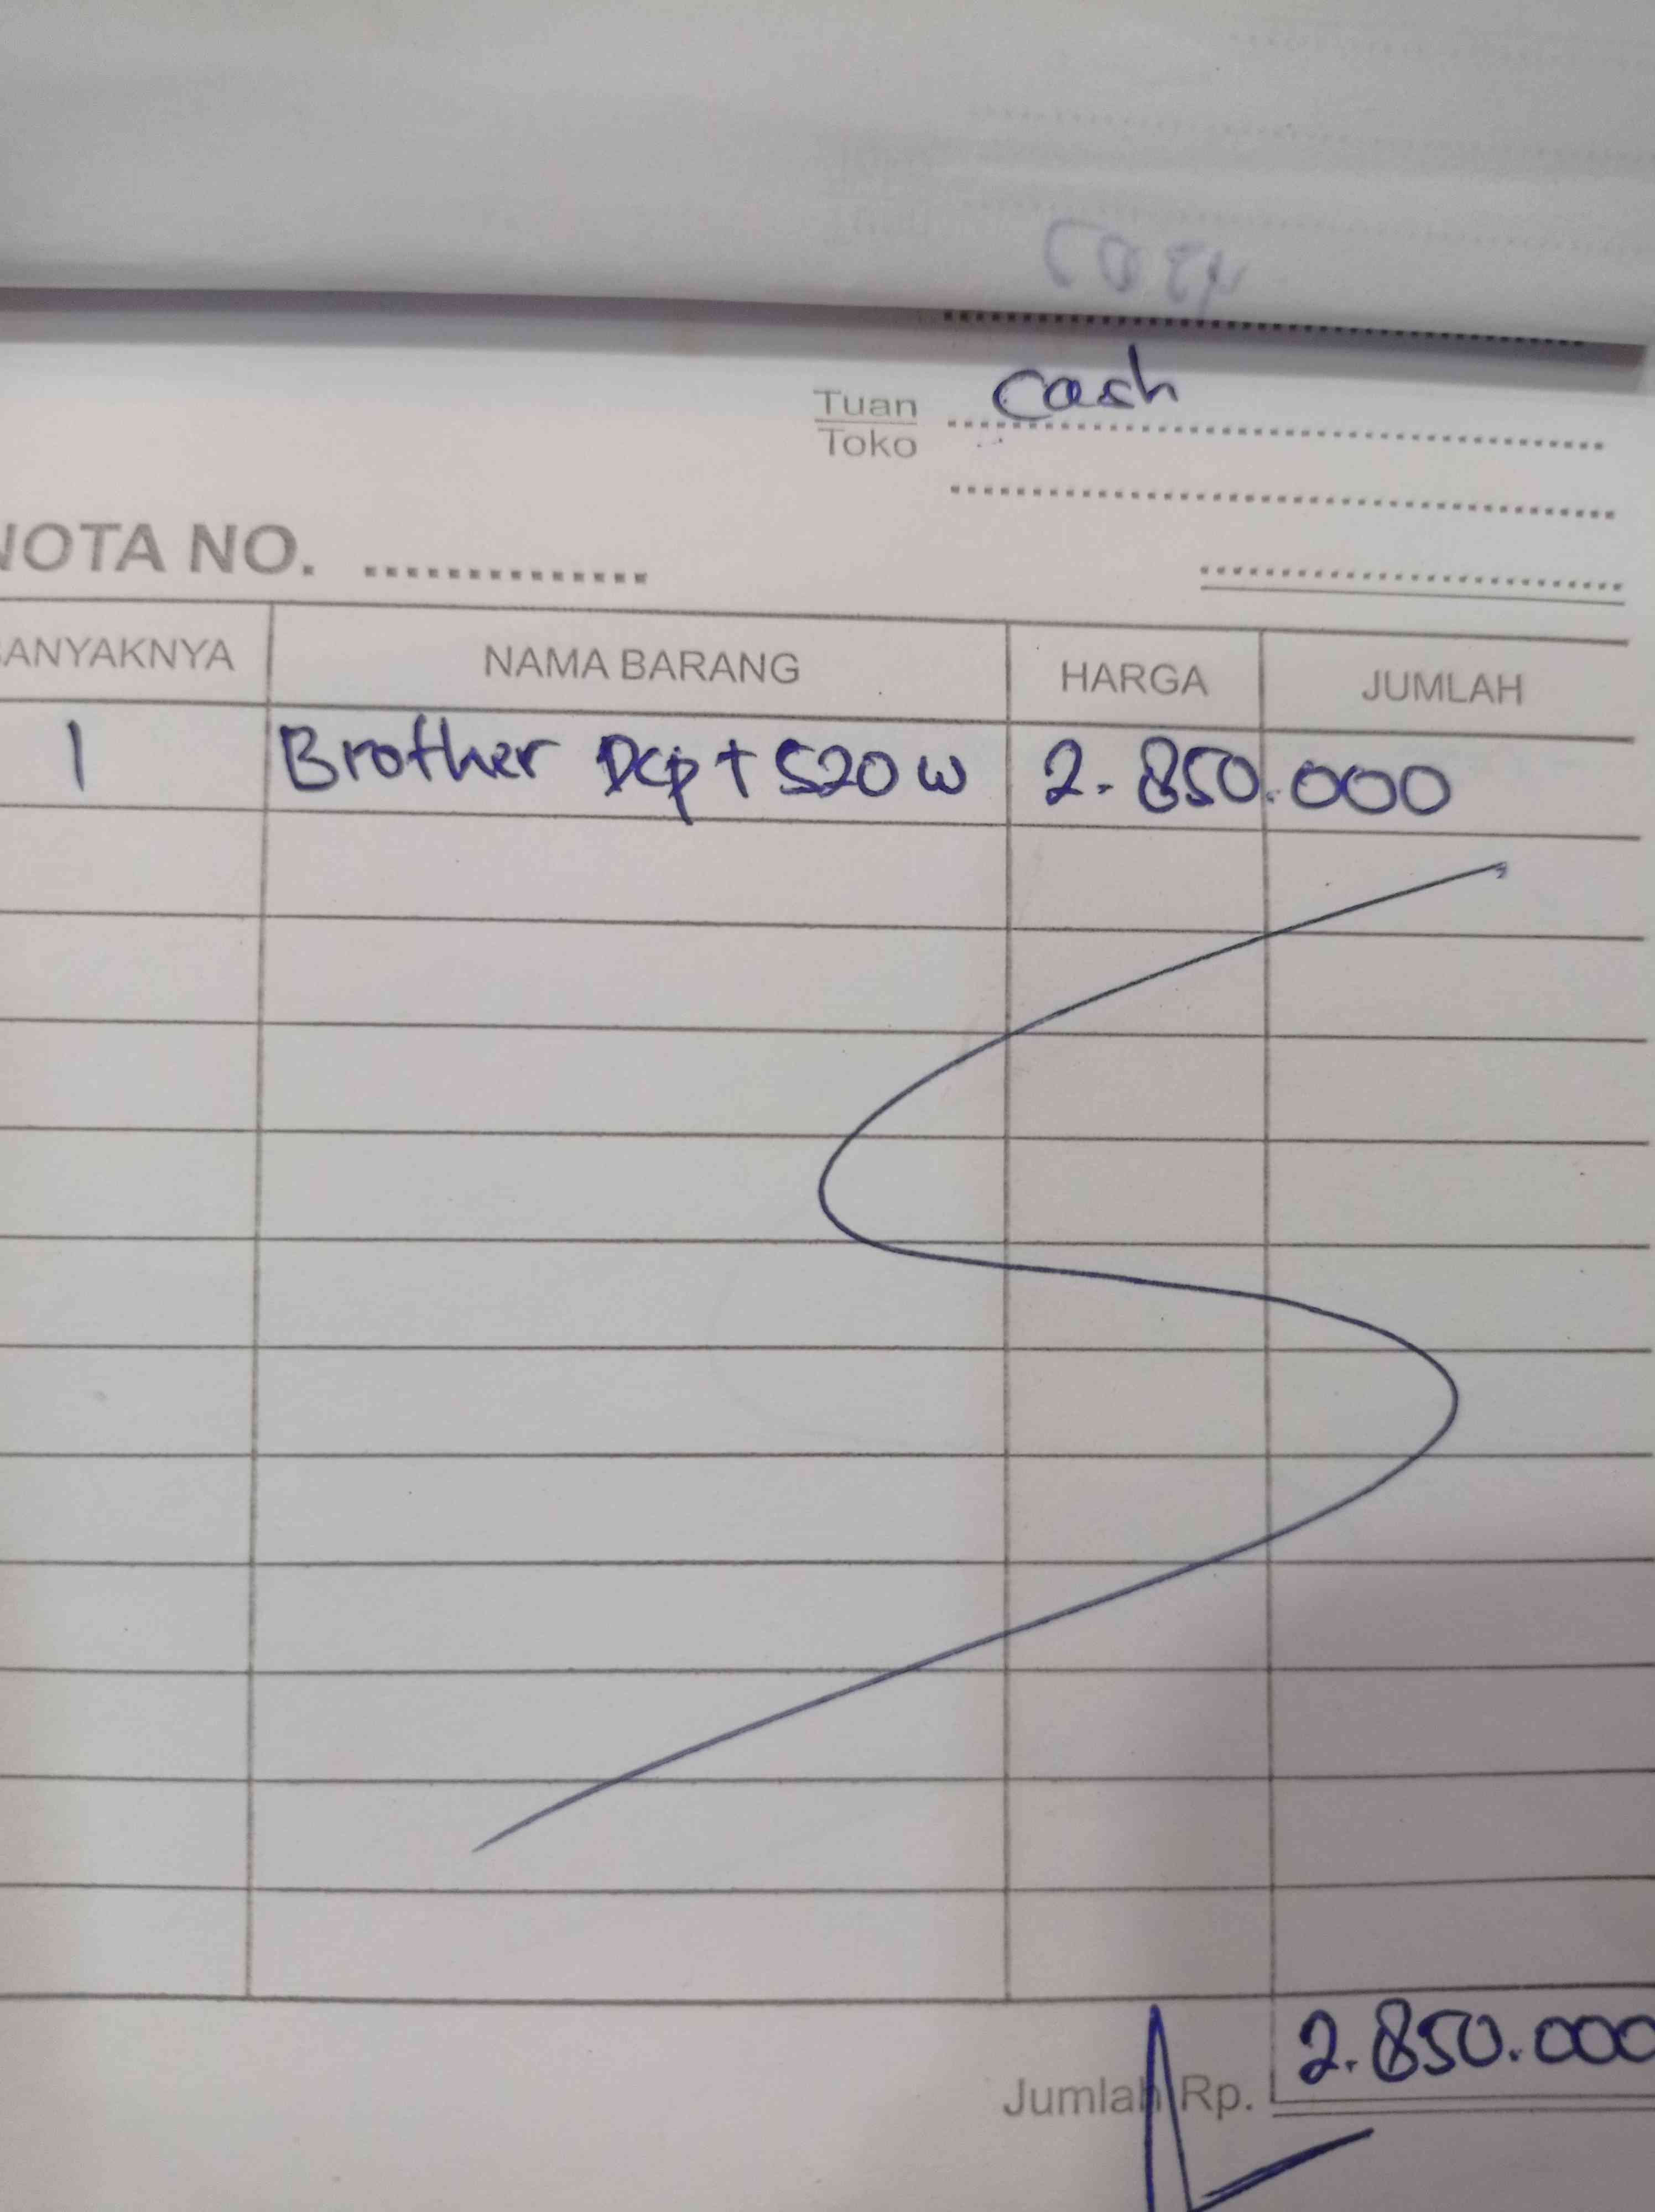 cash
Tuan
Toko
NOTA NO.
BANYAKNYA NAMA BARANG HARGA JUMLAH
1 Brother Dcp T 520 W 2.850.000
Jumlah Rp. 2.850.000